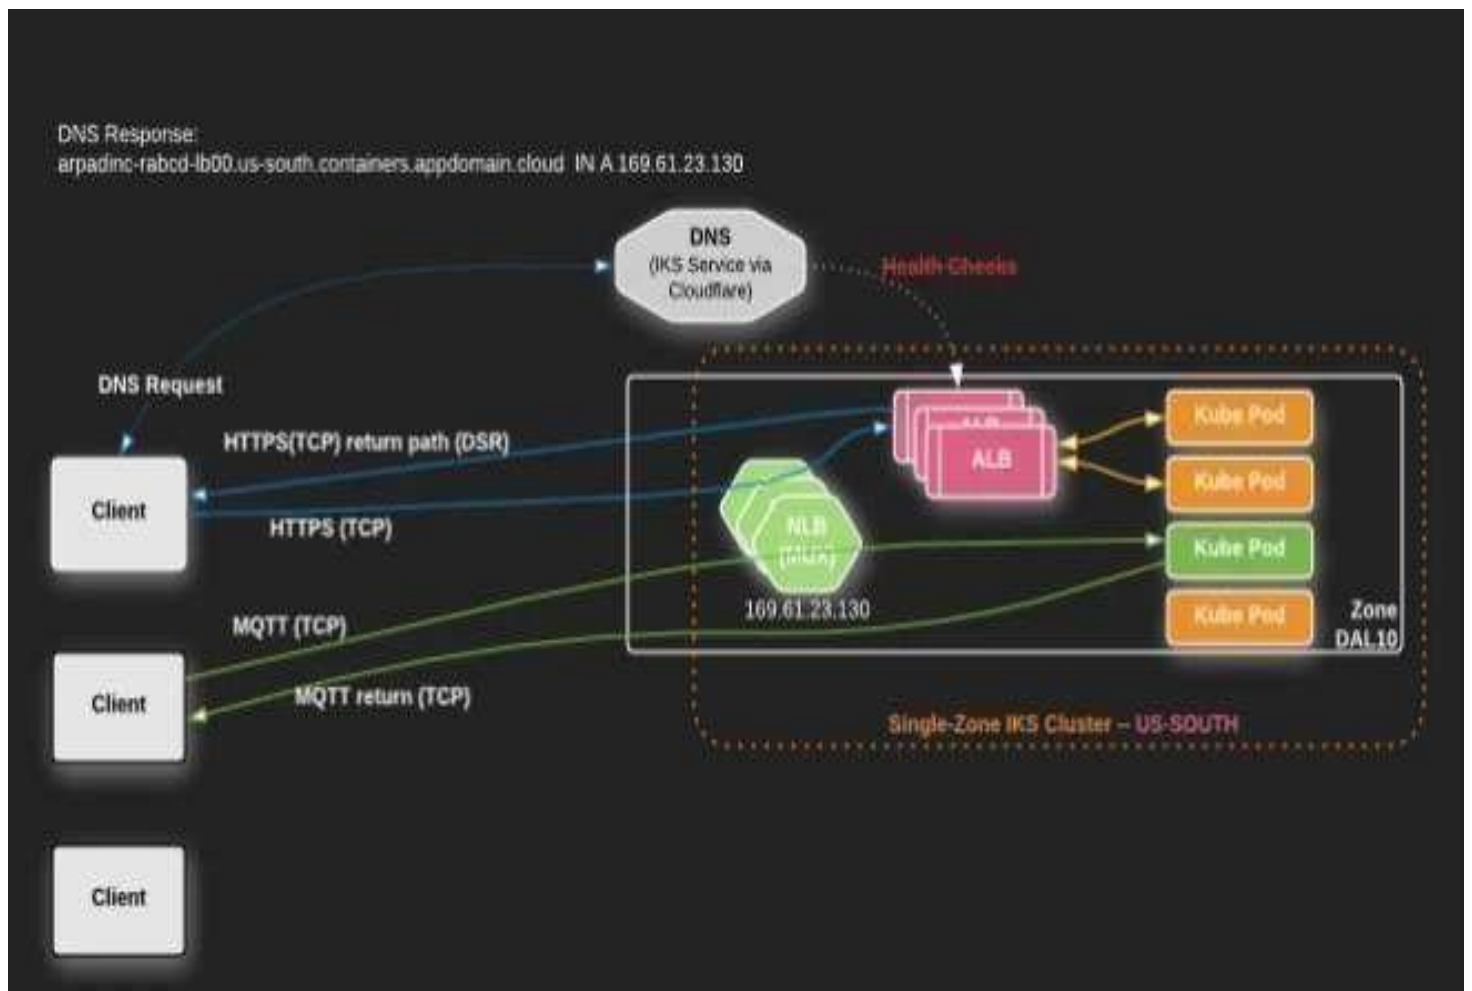 DNS Response:
arpadinc-rabcd-lb00.us-south.containers.appdomain.cloud IN A 169.61.23.130
DNS
(IKS Service via
Cloudflare)
Health Checks
DNS Request
HTTPS(TCP) return path (DSR)
Client
HTTPS (TCP)
ALB
ALB
Kube Pod
Kube Pod
NLB
(MUX)
Kube Pod
169.61.23.130
Kube Pod
Zone
DAL10
MQTT (TCP)
Client
MQTT return (TCP)
Single-Zone IKS Cluster – US-SOUTH
Client